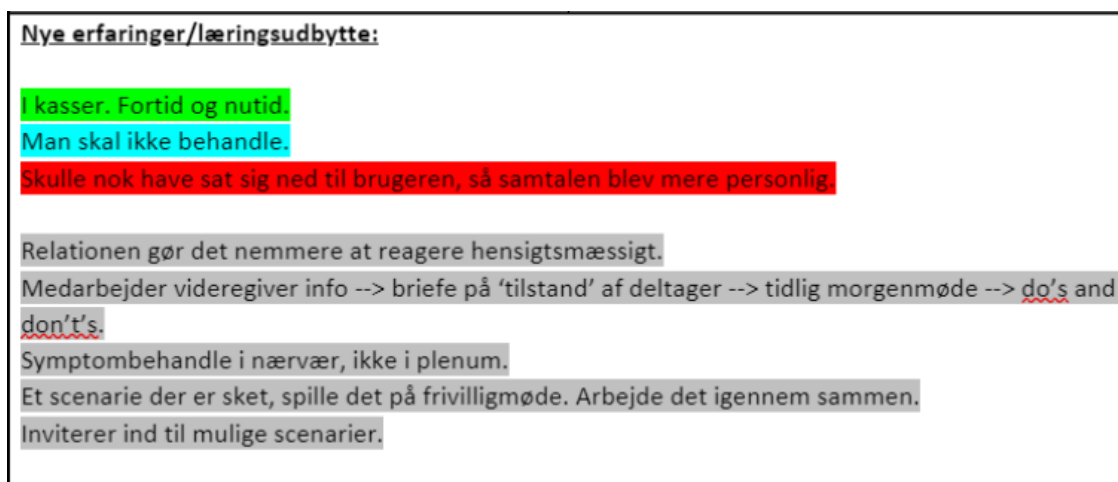 Nye erfaringer/læringsudbytte:
I kasser. Fortid og nutid.
Man skal ikke behandle.
Skulle nok have sat sig ned til brugeren, så samtalen blev mere personlig.
Relationen gør det nemmere at reagere hensigtsmæssigt.
Medarbejder videregiver info --> briefe på ‘tilstand’ af deltager --> tidlig morgenmøde --> do’s and
don’t’s.
Symptombehandle i nærvær, ikke i plenum.
Et scenarie der er sket, spille det på frivilligmøde. Arbejde det igennem sammen.
Inviterer ind til mulige scenarier.